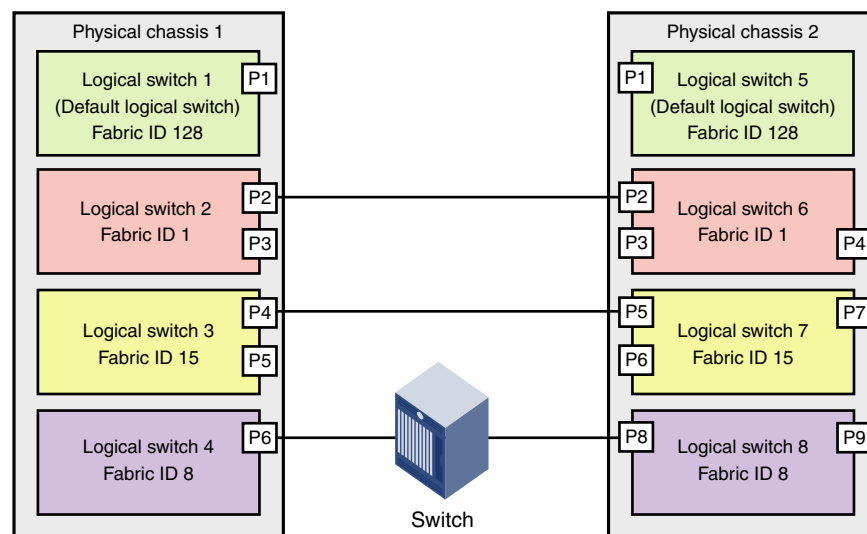 Physical chassis 1
Logical switch 1
(Default logical switch)
Fabric ID 128
P1
Logical switch 2
Fabric ID 1
P2
P3
Logical switch 3
Fabric ID 15
P4
P5
Logical switch 4
Fabric ID 8
P6
Switch
Physical chassis 2
P1
Logical switch 5
(Default logical switch)
Fabric ID 128
P2
P3
Logical switch 6
Fabric ID 1
P4
P5
P6
Logical switch 7
Fabric ID 15
P7
P8
Logical switch 8
Fabric ID 8
P9